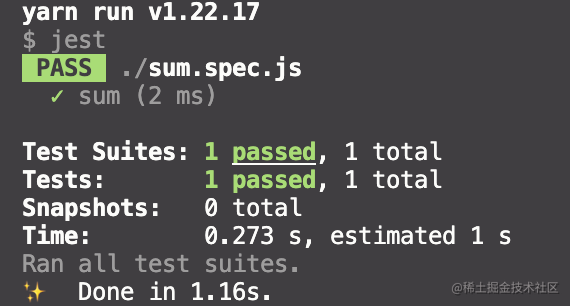 yarn run v1.22.17
$ jest
PASS ./sum.spec.js
✓ sum (2 ms)
Test Suites: 1 passed, 1 total
Tests: 1 passed, 1 total
Snapshots: 0 total
Time: 0.273 s, estimated 1 s
Ran all test suites.
✨ Done in 1.16s.
@稀土掘金技术社区